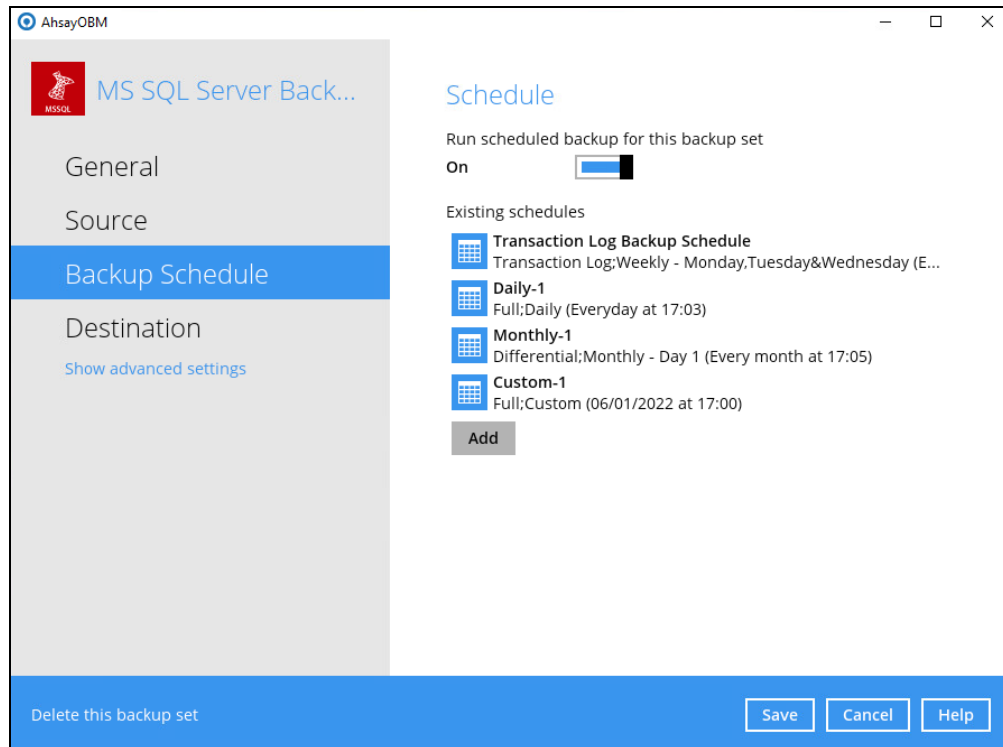 AhsayOBM
MSSQL
MS SQL Server Back...
General
Source
Backup Schedule
Destination
Show advanced settings
Schedule
Run scheduled backup for this backup set
On
Existing schedules
Transaction Log Backup Schedule
Transaction Log;Weekly - Monday,Tuesday&Wednesday (E...
Daily-1
Full;Daily (Everyday at 17:03)
Monthly-1
Differential;Monthly - Day 1 (Every month at 17:05)
Custom-1
Full;Custom (06/01/2022 at 17:00)
Add
Delete this backup set
Save
Cancel
Help